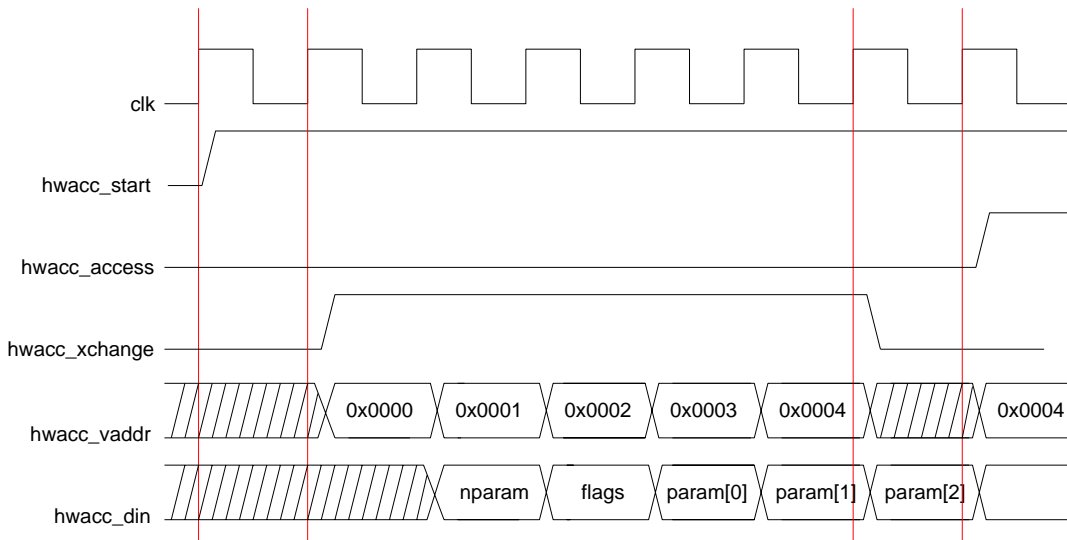 clk
hwacc_start
hwacc_access
hwacc_xchange
hwacc_vaddr 0x0000 0x0001 0x0002 0x0003 0x0004 0x0004
hwacc_din nparam flags param[0] param[1] param[2]